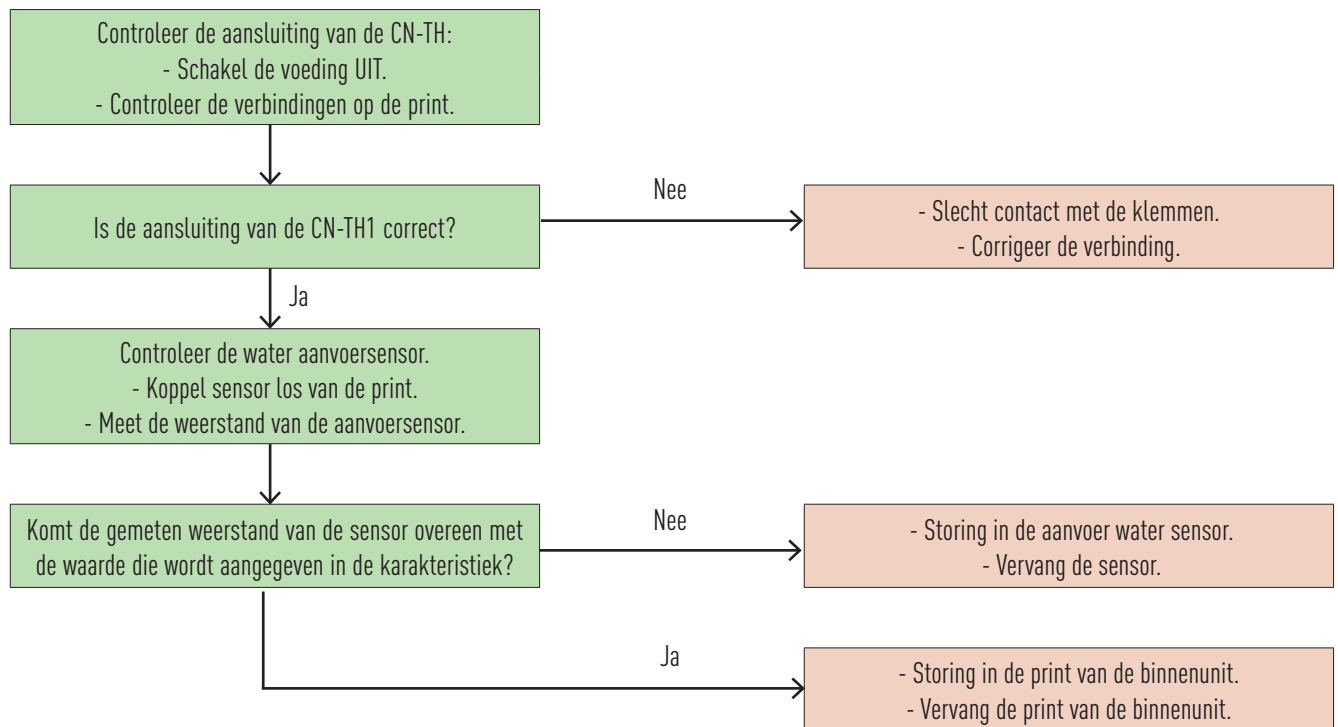 Controleer de aansluiting van de CN-TH:
- Schakel de voeding UIT.
- Controleer de verbindingen op de print.
Is de aansluiting van de CN-TH1 correct?
Nee
- Slecht contact met de klemmen.
- Corrigeer de verbinding.
Ja
Controleer de water aanvoersensor.
- Koppel sensor los van de print.
- Meet de weerstand van de aanvoersensor.
Komt de gemeten weerstand van de sensor overeen met
de waarde die wordt aangegeven in de karakteristiek?
Nee
- Storing in de aanvoer water sensor.
- Vervang de sensor.
Ja
- Storing in de print van de binnenunit.
- Vervang de print van de binnenunit.